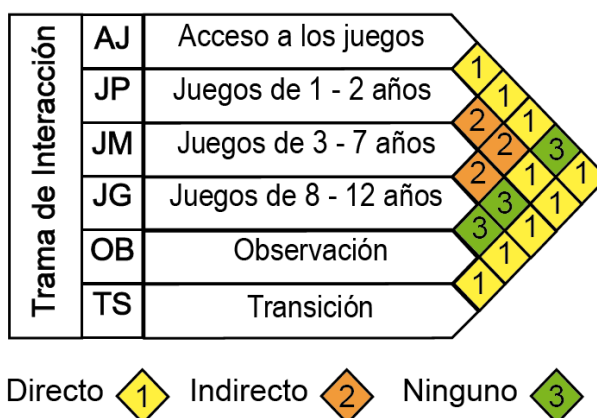 Trama de Interacción
AJ Acceso a los juegos
1
JP Juegos de 1 - 2 años
1
2 1
JM Juegos de 3 - 7 años
2 3
2 1 1
JG Juegos de 8 - 12 años
3 1
3 1
OB Observación
1
1
TS Transición
Directo 1 Indirecto 2 Ninguno 3